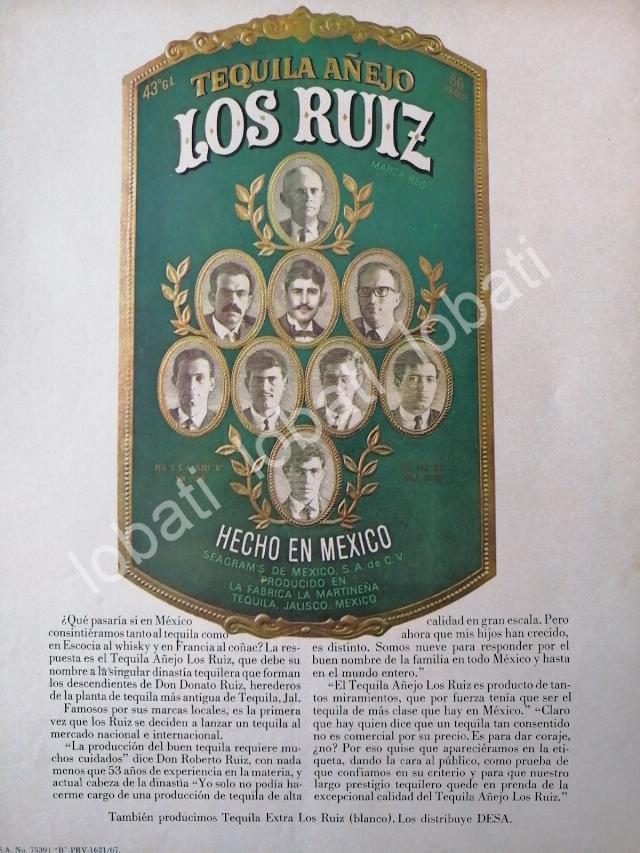 43° G.L
TEQUILA AÑEJO
86
PROOF
LOS RUIZ
MARCA REG.
HECHO EN MEXICO
SEAGRAM'S DE MEXICO, S.A. de C.V.
PRODUCIDO EN
LA FABRICA LA MARTINEÑA
TEQUILA, JALISCO, MEXICO
¿Qué pasaría si en México
consintiéramos tanto al tequila como
en Escocia al whisky y en Francia al coñac? La res-
puesta es el Tequila Añejo Los Ruiz, que debe su
nombre a la singular dinastía tequilera que forman
los descendientes de Don Donato Ruiz, herederos
de la planta de tequila más antigua de Tequila, Jal.
Famosos por sus marcas locales, es la primera
vez que los Ruiz se deciden a lanzar un tequila al
mercado nacional e internacional.
"La producción del buen tequila requiere mu-
chos cuidados" dice Don Roberto Ruiz, con nada
menos que 53 años de experiencia en la materia, y
actual cabeza de la dinastía "Yo solo no podía ha-
cerme cargo de una producción de tequila de alta
calidad en gran escala. Pero
ahora que mis hijos han crecido,
es distinto. Somos nueve para responder por el
buen nombre de la familia en todo México y hasta
en el mundo entero."
"El Tequila Añejo Los Ruiz es producto de tan-
tos miramientos, que por fuerza tenía que ser el
tequila de más clase que hay en México." "Claro
que hay quien dice que un tequila tan consentido
no es comercial por su precio. Es para dar coraje,
¿no? Por eso quise que apareciéramos en la eti-
queta, dando la cara al público, como prueba de
que confiamos en su criterio y para que nuestro
largo prestigio tequilero quede en prenda de la
excepcional calidad del Tequila Añejo Los Ruiz."
También producimos Tequila Extra Los Ruiz (blanco). Los distribuye DESA.
S.A. No. 75391 "B" PRV-1621/67.
lobati lobati lobati lobati